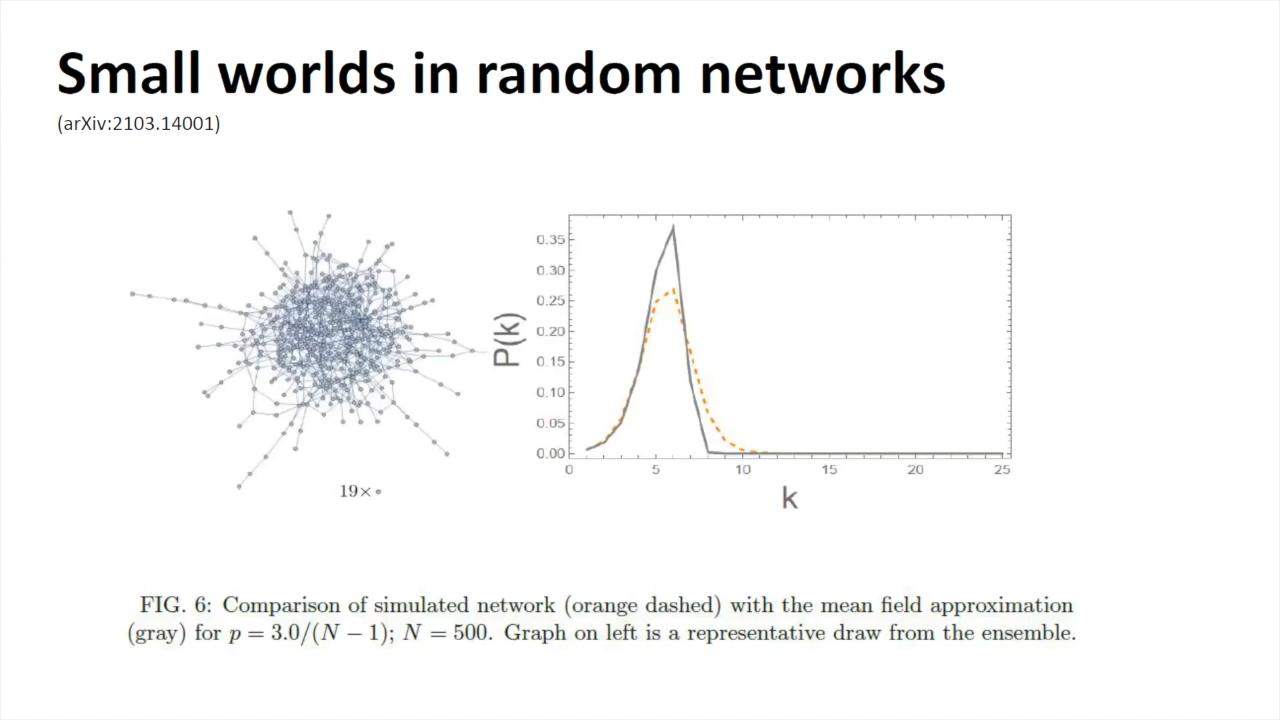 Small worlds in random networks
(arXiv:2103.14001)
0.35
0.30
0.25
0.20
0.15
0.10
0.05
0.00
P(k)
0 5 10 15 20 25
k
19×
FIG. 6: Comparison of simulated network (orange dashed) with the mean field approximation
(gray) for p = 3.0/(N − 1); N = 500. Graph on left is a representative draw from the ensemble.